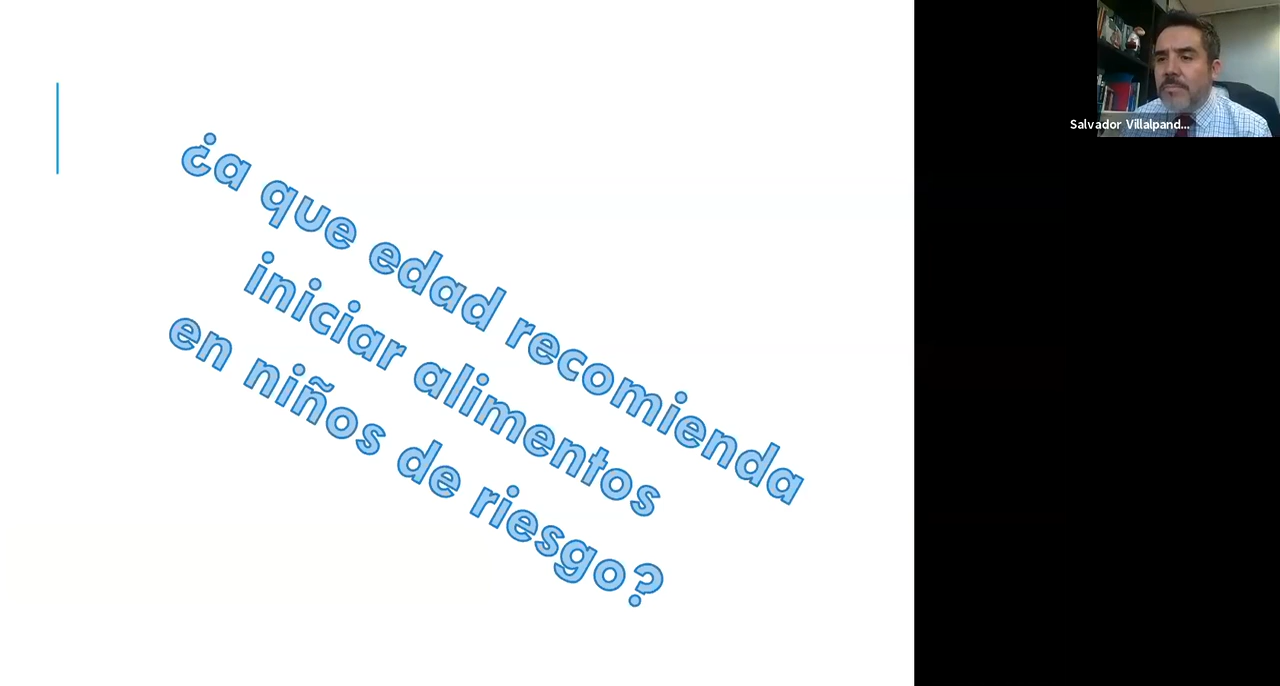 ¿a que edad recomienda
iniciar alimentos
en niños de riesgo?
Salvador Villalpand...